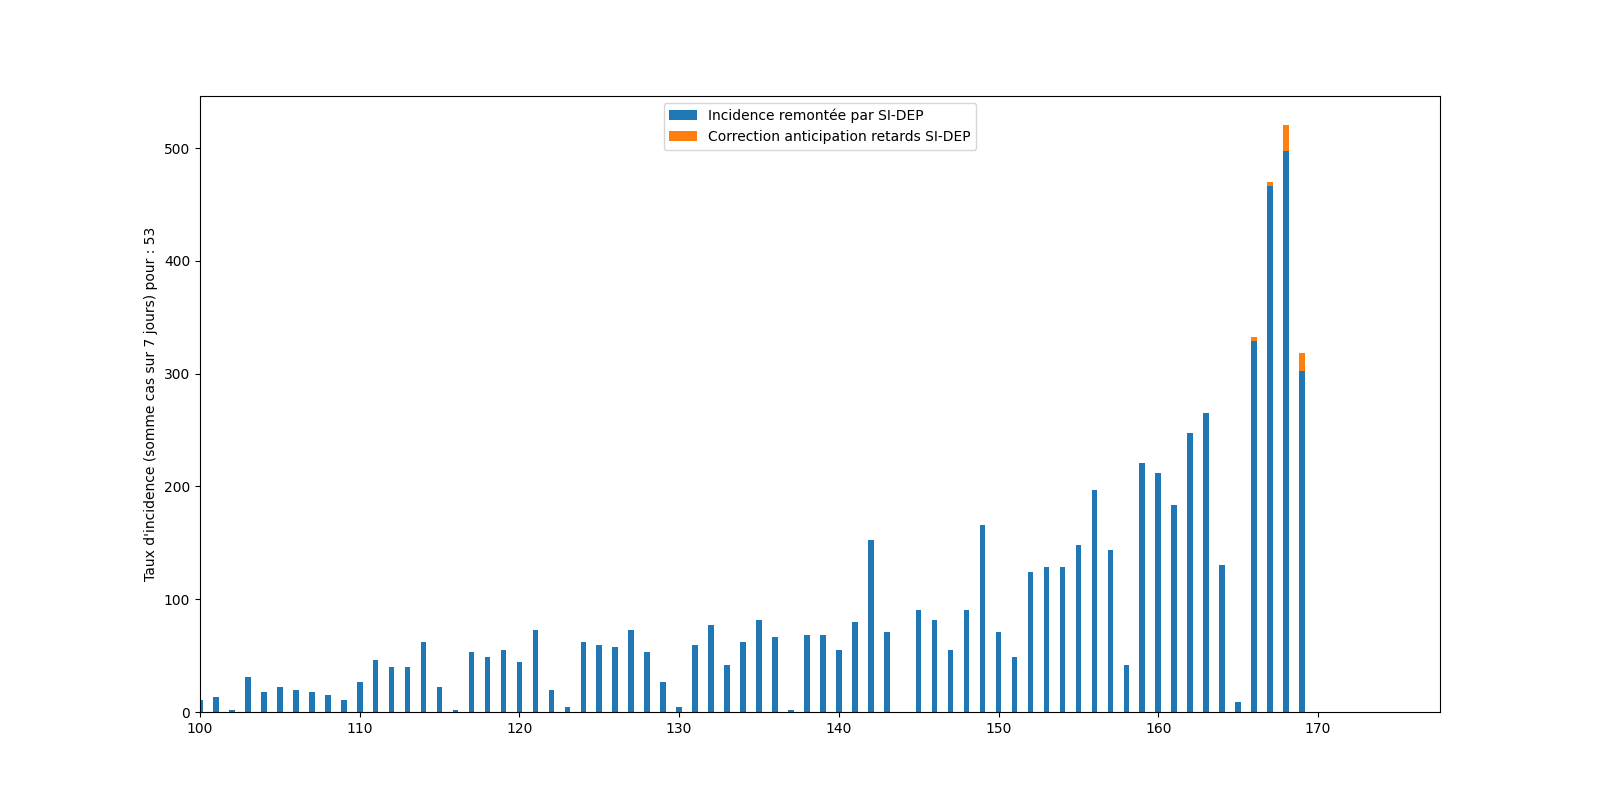 Incidence remontée par SI-DEP
Correction anticipation retards SI-DEP
Taux d'incidence (somme cas sur 7 jours) pour : 53
500
400
300
200
100
0
100 110 120 130 140 150 160 170